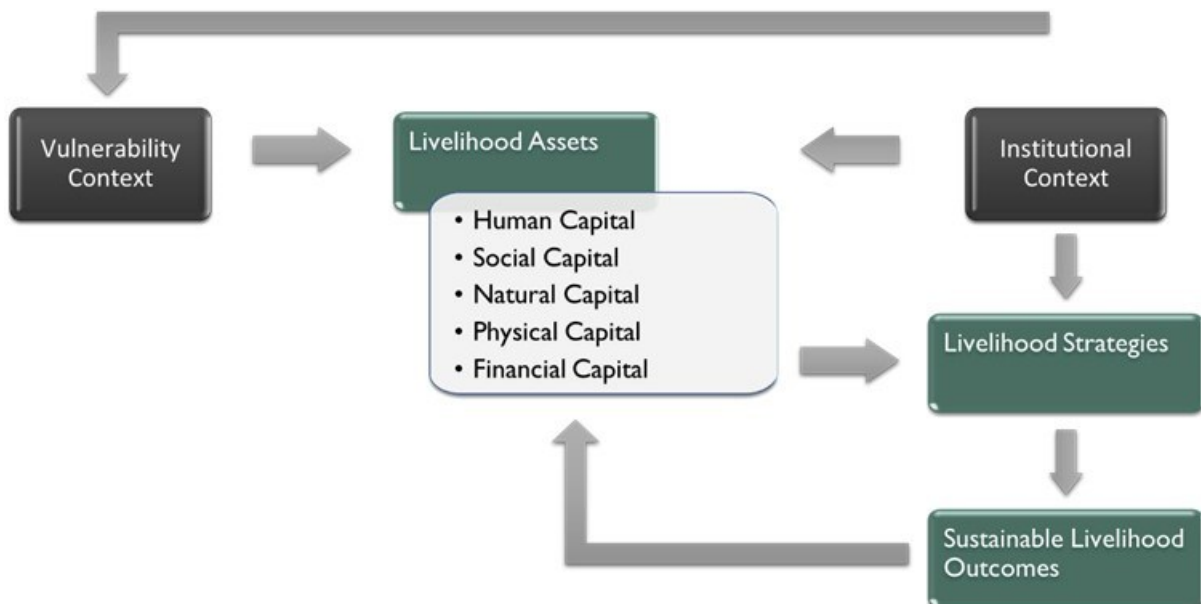 Vulnerability
Context
Livelihood Assets
Institutional
Context
• Human Capital
• Social Capital
• Natural Capital
• Physical Capital
• Financial Capital
Livelihood Strategies
Sustainable Livelihood
Outcomes